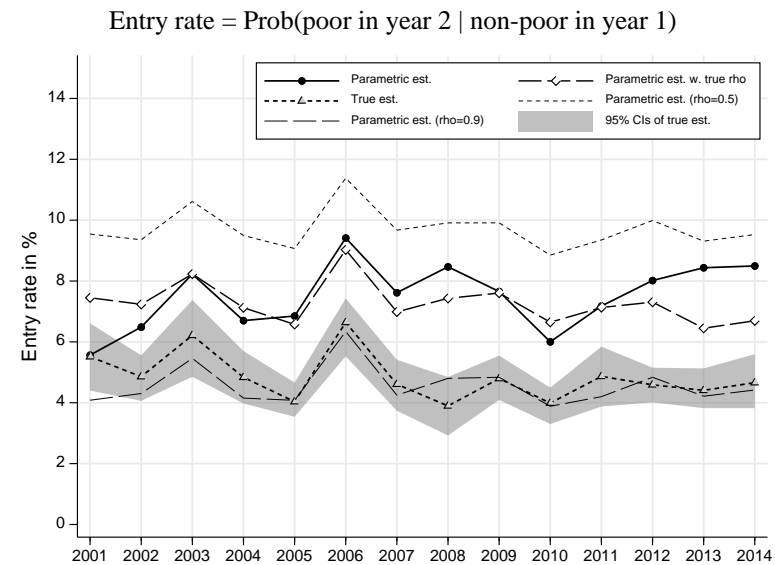 Entry rate = Prob(poor in year 2 | non-poor in year 1)
Parametric est.
Parametric est. w. true rho
True est.
Parametric est. (rho=0.5)
Parametric est. (rho=0.9)
95% CIs of true est.
Entry rate in %
14
12
10
8
6
4
2
0
2001 2002 2003 2004 2005 2006 2007 2008 2009 2010 2011 2012 2013 2014